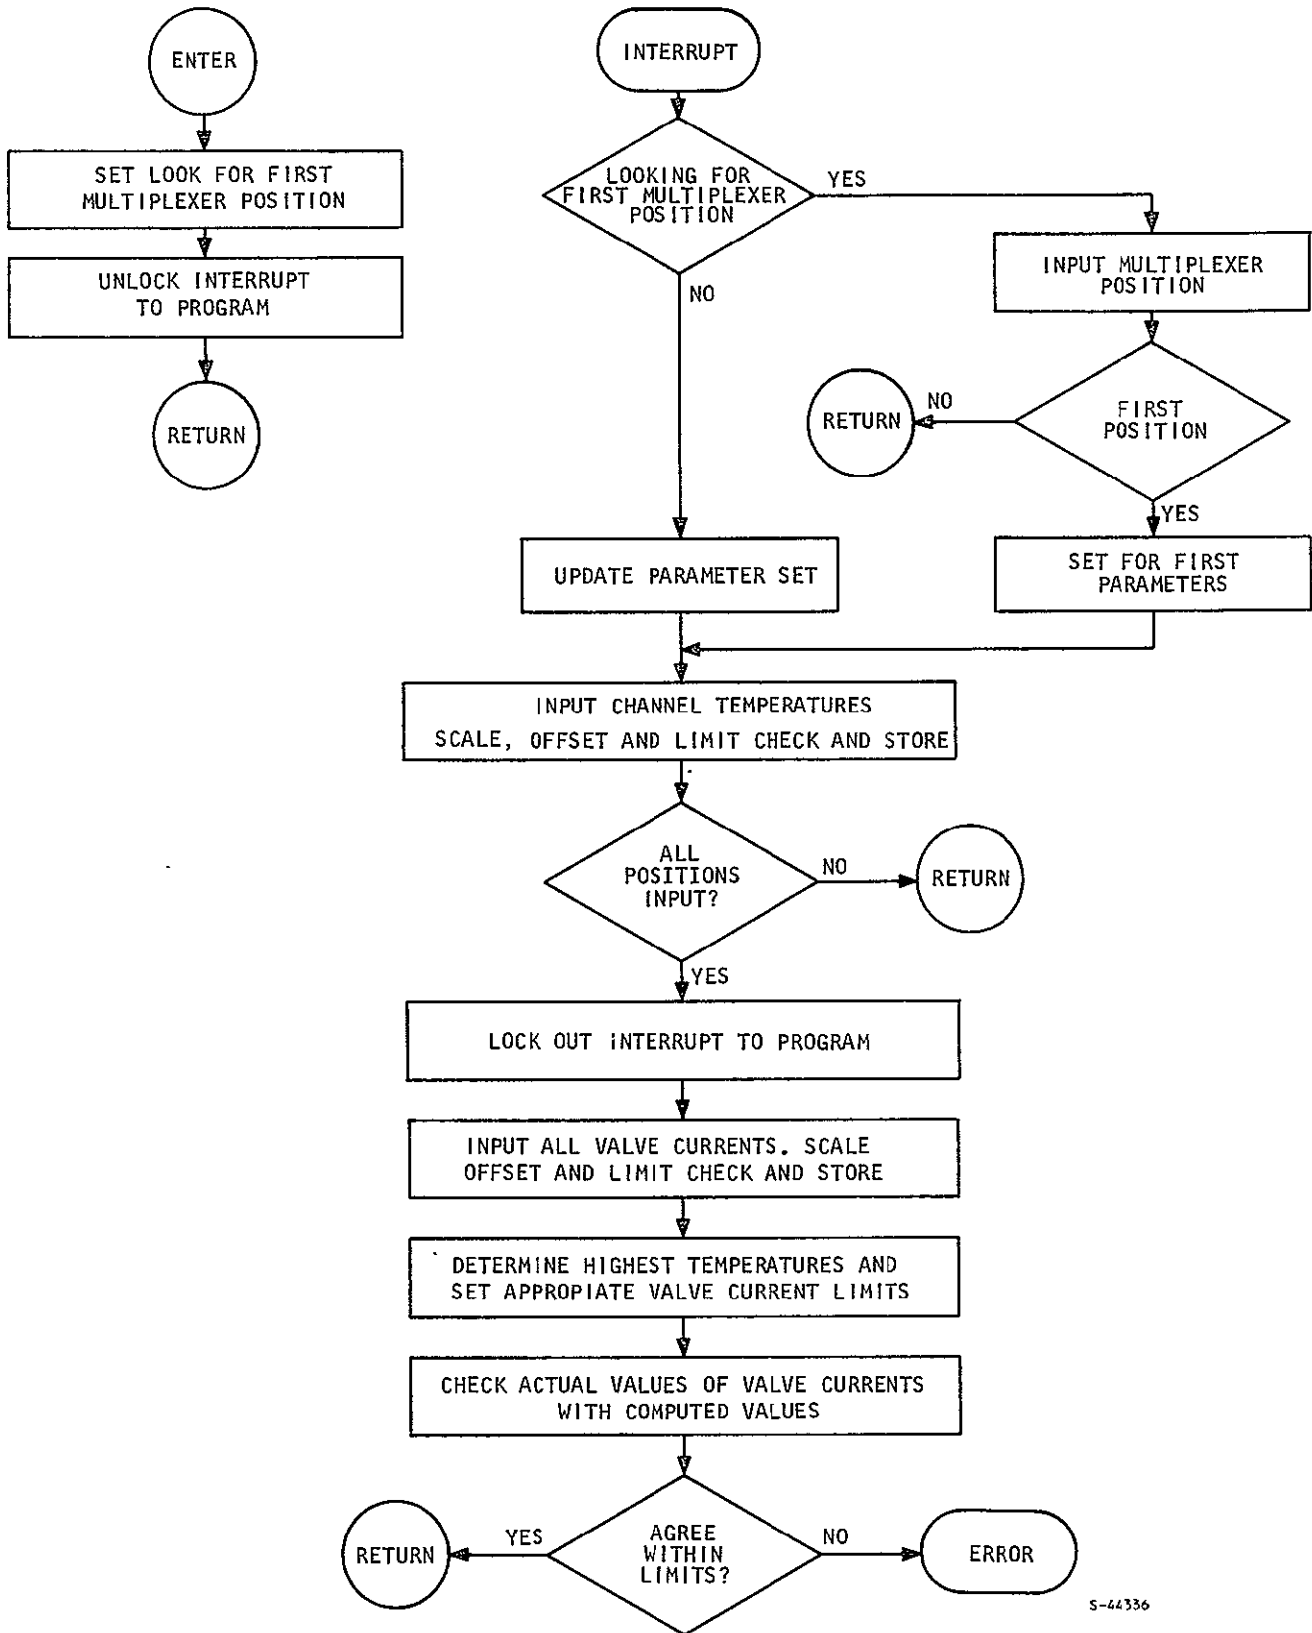 ENTER
SET LOOK FOR FIRST
MULTIPLEXER POSITION
UNLOCK INTERRUPT
TO PROGRAM
RETURN
INTERRUPT
LOOKING FOR
FIRST MULTIPLEXER
POSITION
YES
NO
INPUT MULTIPLEXER
POSITION
FIRST
POSITION
NO
RETURN
YES
SET FOR FIRST
PARAMETERS
UPDATE PARAMETER SET
INPUT CHANNEL TEMPERATURES
SCALE, OFFSET AND LIMIT CHECK AND STORE
ALL
POSITIONS
INPUT?
NO
RETURN
YES
LOCK OUT INTERRUPT TO PROGRAM
INPUT ALL VALVE CURRENTS. SCALE
OFFSET AND LIMIT CHECK AND STORE
DETERMINE HIGHEST TEMPERATURES AND
SET APPROPIATE VALVE CURRENT LIMITS
CHECK ACTUAL VALUES OF VALVE CURRENTS
WITH COMPUTED VALUES
AGREE
WITHIN
LIMITS?
YES
RETURN
NO
ERROR
S-44336